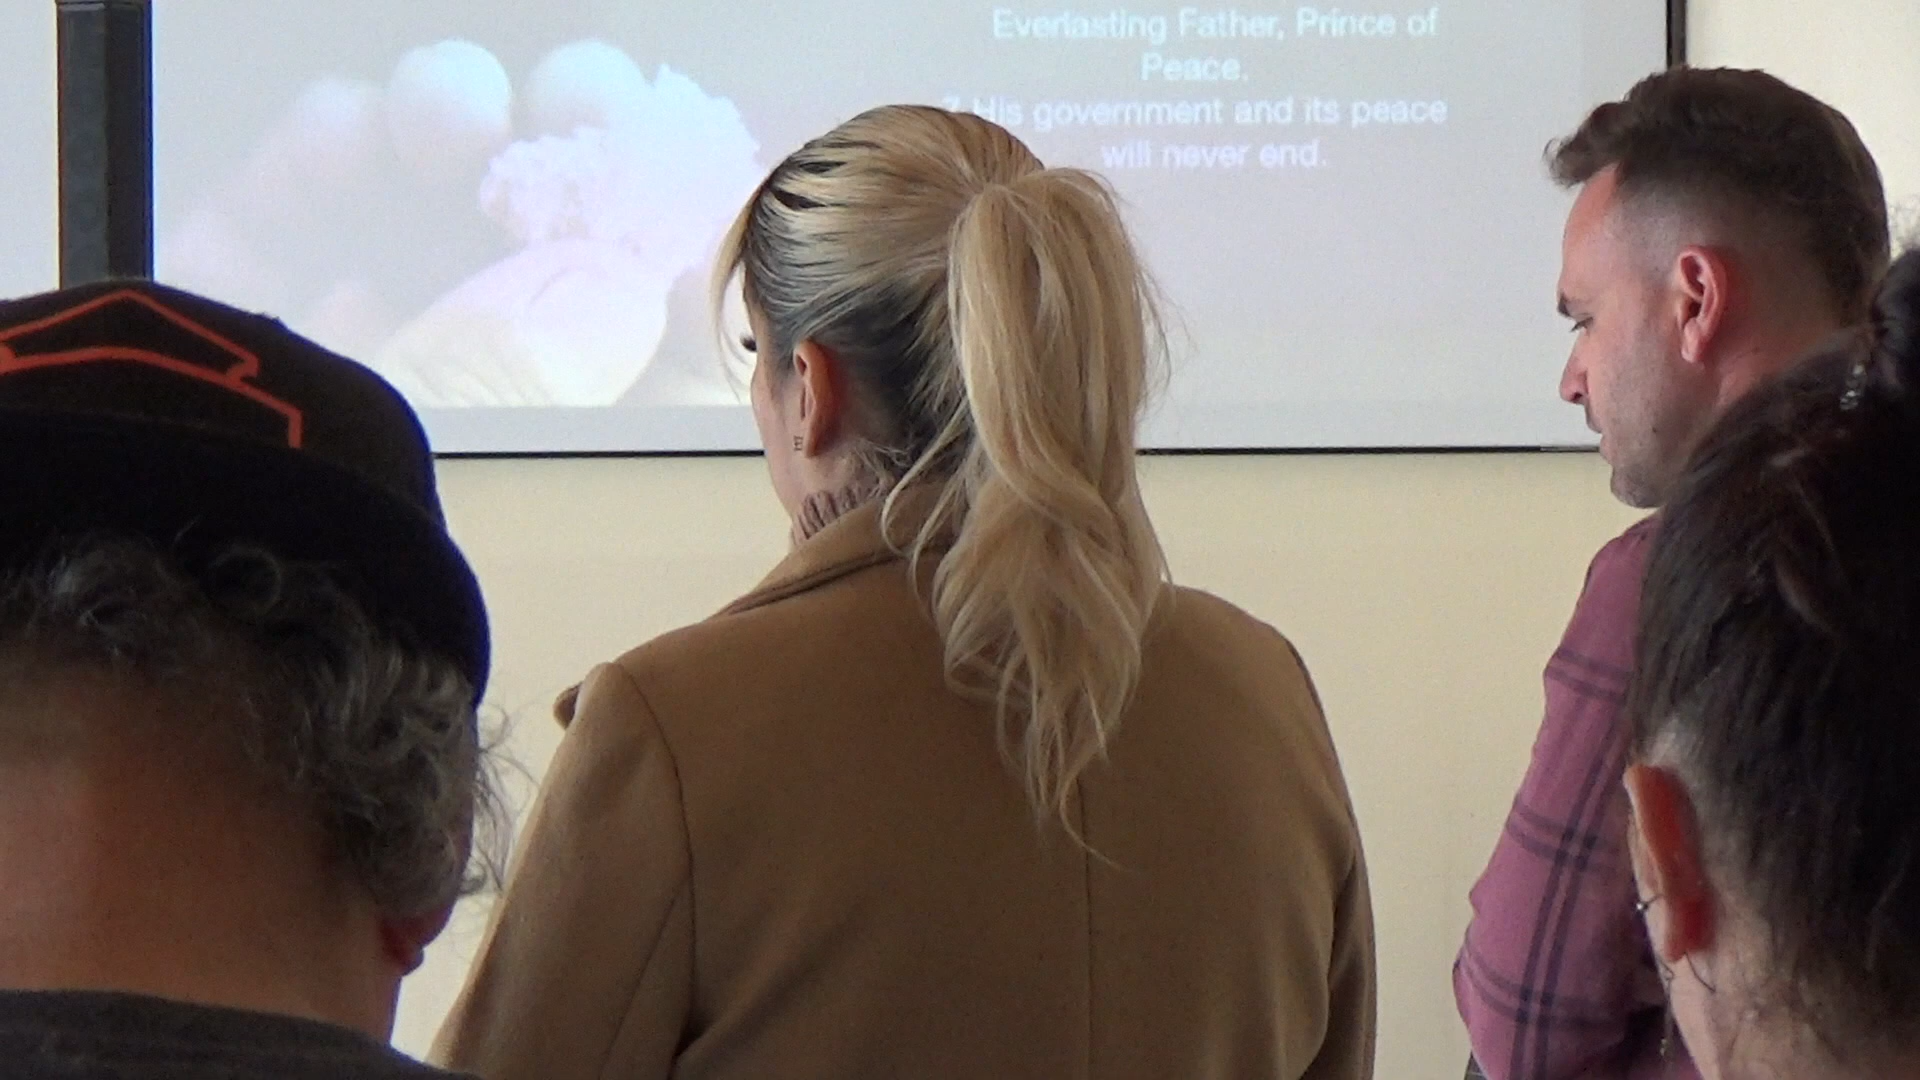 Everlasting Father, Prince of
Peace.
7 His government and its peace
will never end.